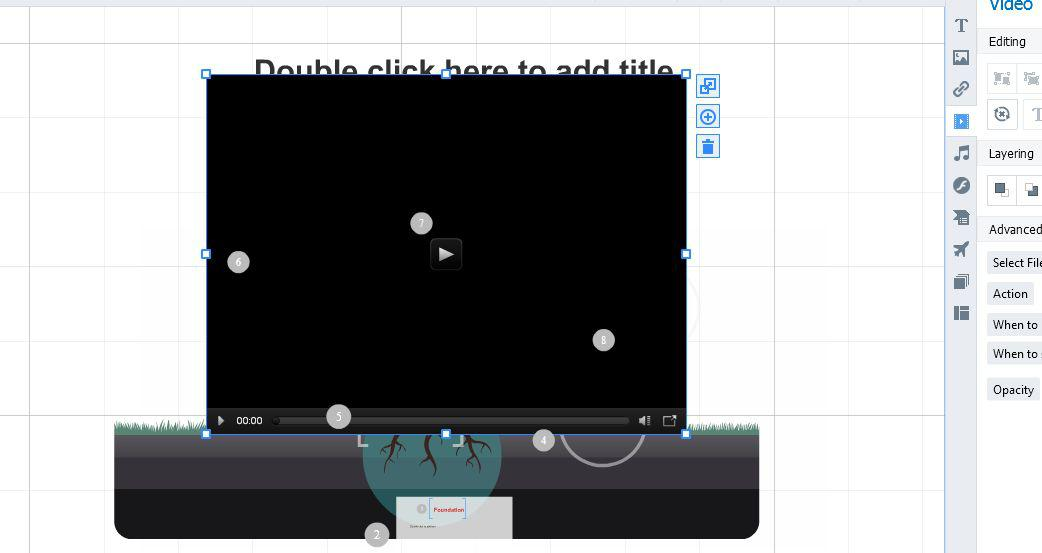 Video
Editing
Layering
Advanced
Select File
Action
When to
When to
Opacity
Double click here to add title
7
6
8
00:00
5
4
Foundation
2